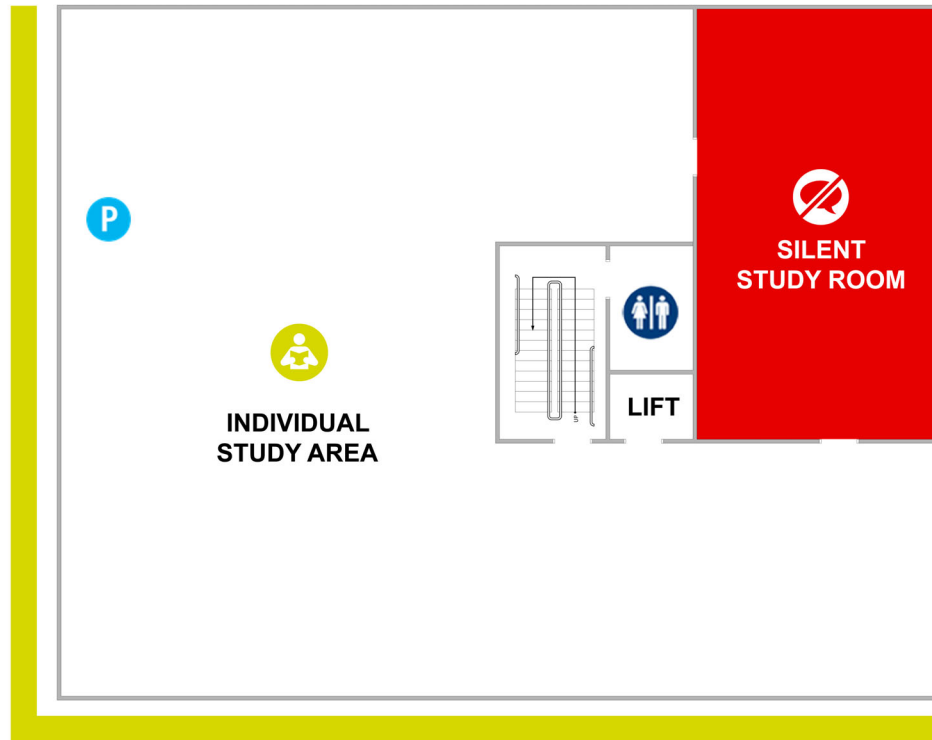 P
SILENT
STUDY ROOM
LIFT
INDIVIDUAL
STUDY AREA